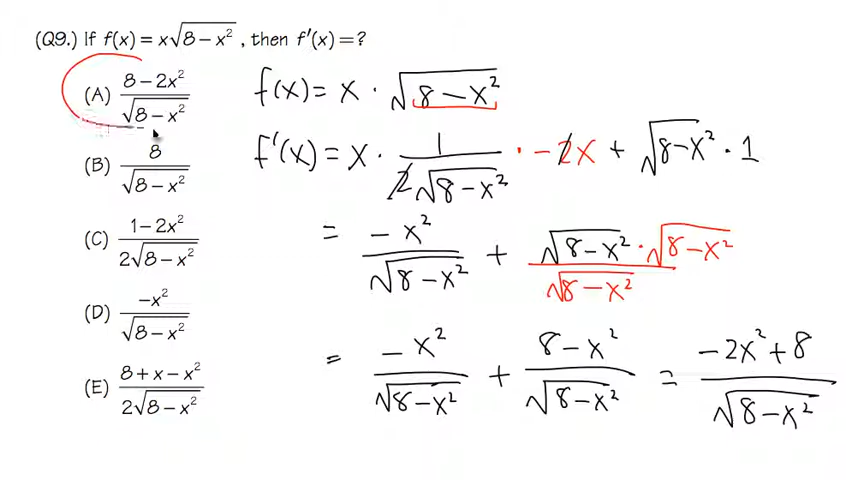 (Q9.) If f(x) = x√(8 − x²) , then f′(x) = ?
(A) (8 − 2x²)/√(8 − x²)
(B) 8/√(8 − x²)
(C) (1 − 2x²)/(2√(8 − x²))
(D) −x²/√(8 − x²)
(E) (8 + x − x²)/(2√(8 − x²))
f(x) = x · √(8 − x²)
f′(x) = x · 1/(2√(8 − x²)) · −2x + √(8 − x²) · 1
= −x²/√(8 − x²) + (√(8 − x²) · √(8 − x²))/√(8 − x²)
= −x²/√(8 − x²) + (8 − x²)/√(8 − x²) = (−2x² + 8)/√(8 − x²)